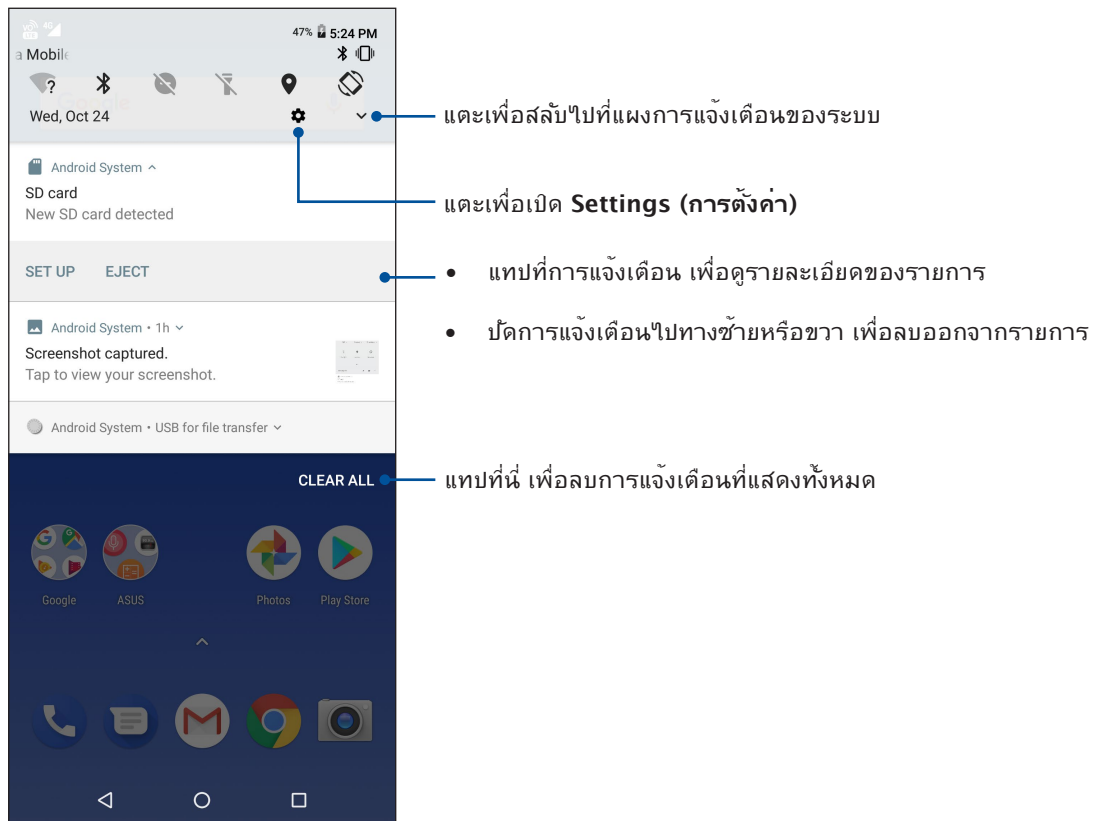 47% 5:24 PM
VO LTE 4G
a Mobile
Wed, Oct 24
แตะเพื่อสลับไปที่แผงการแจ้งเตือนของระบบ
Android System
SD card
New SD card detected
แตะเพื่อเปิด Settings (การตั้งค่า)
SET UP EJECT
• แทปที่การแจ้งเตือน เพื่อดูรายละเอียดของรายการ
• ปัดการแจ้งเตือนไปทางซ้ายหรือขวา เพื่อลบออกจากรายการ
Android System • 1h
Screenshot captured.
Tap to view your screenshot.
Android System • USB for file transfer
CLEAR ALL
แทปที่นี่ เพื่อลบการแจ้งเตือนที่แสดงทั้งหมด
Google ASUS Photos Play Store